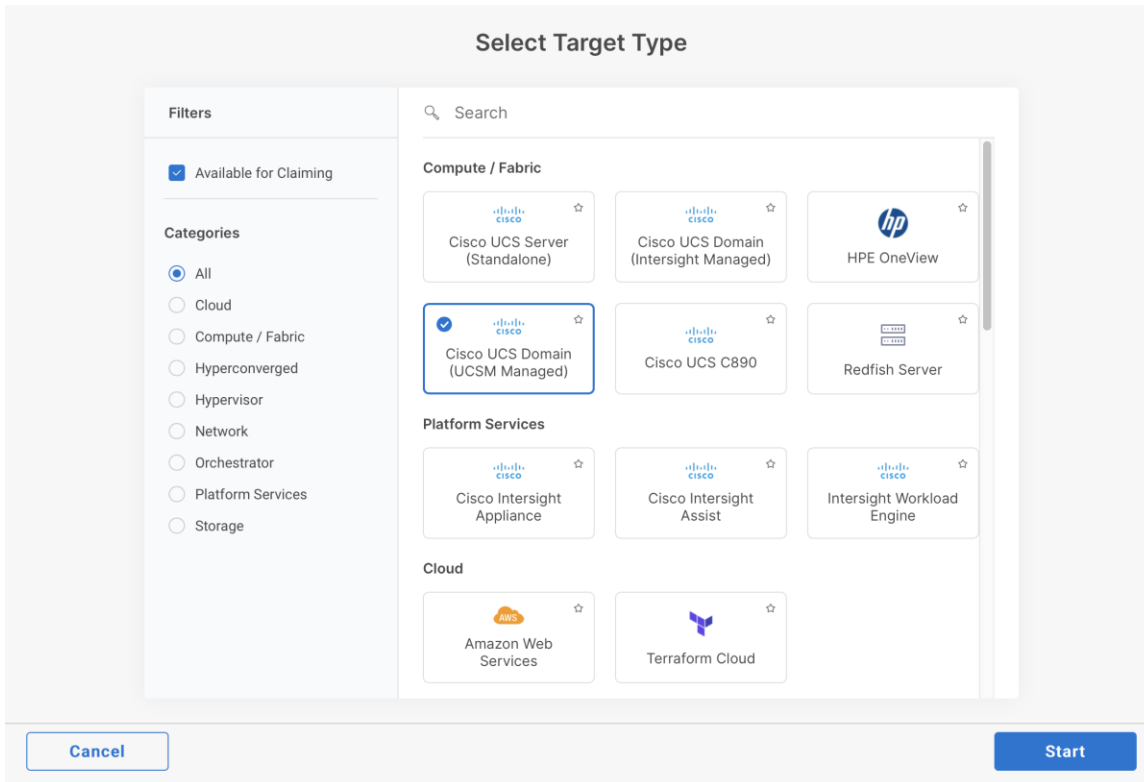 Select Target Type
Filters
Search
Available for Claiming
Categories
All
Cloud
Compute / Fabric
Hyperconverged
Hypervisor
Network
Orchestrator
Platform Services
Storage
Compute / Fabric
CISCO
Cisco UCS Server
(Standalone)
CISCO
Cisco UCS Domain
(Intersight Managed)
hp
HPE OneView
CISCO
Cisco UCS Domain
(UCSM Managed)
CISCO
Cisco UCS C890
Redfish Server
Platform Services
CISCO
Cisco Intersight
Appliance
CISCO
Cisco Intersight
Assist
CISCO
Intersight Workload
Engine
Cloud
AWS
Amazon Web
Services
Terraform Cloud
Cancel
Start